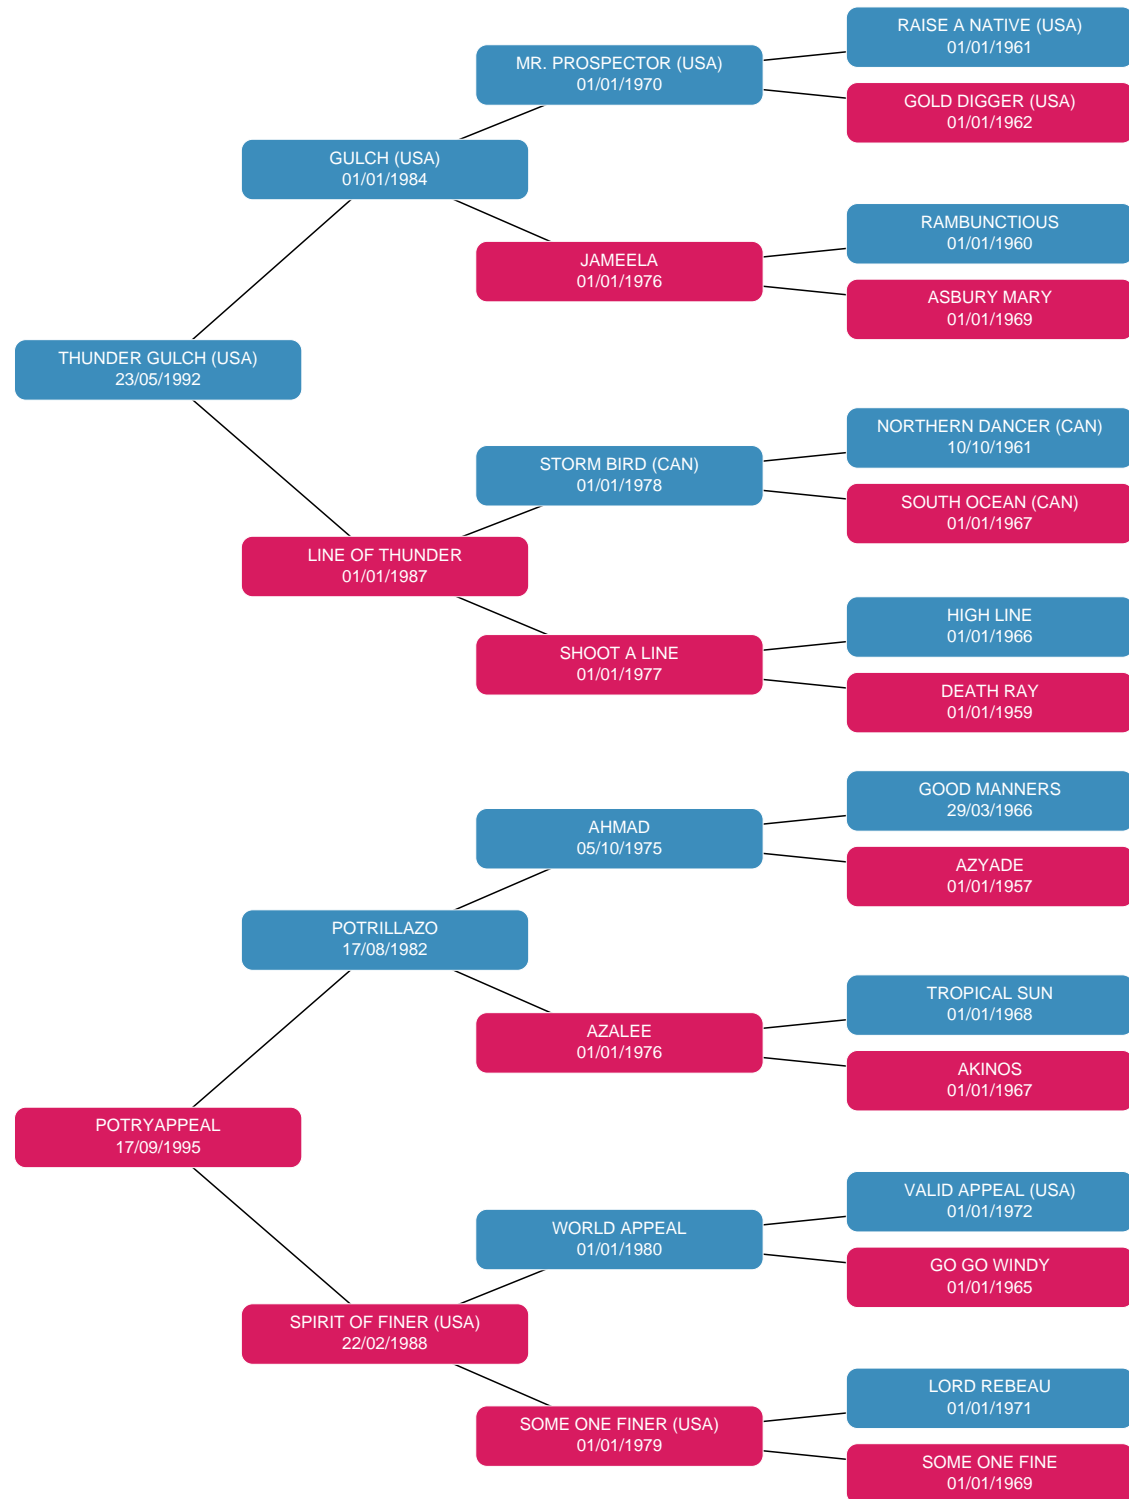 RAISE A NATIVE (USA)
01/01/1961
MR. PROSPECTOR (USA)
01/01/1970
GOLD DIGGER (USA)
01/01/1962
GULCH (USA)
01/01/1984
RAMBUNCTIOUS
01/01/1960
JAMEELA
01/01/1976
ASBURY MARY
01/01/1969
THUNDER GULCH (USA)
23/05/1992
NORTHERN DANCER (CAN)
10/10/1961
STORM BIRD (CAN)
01/01/1978
SOUTH OCEAN (CAN)
01/01/1967
LINE OF THUNDER
01/01/1987
HIGH LINE
01/01/1966
SHOOT A LINE
01/01/1977
DEATH RAY
01/01/1959
GOOD MANNERS
29/03/1966
AHMAD
05/10/1975
AZYADE
01/01/1957
POTRILLAZO
17/08/1982
TROPICAL SUN
01/01/1968
AZALEE
01/01/1976
AKINOS
01/01/1967
POTRYAPPEAL
17/09/1995
VALID APPEAL (USA)
01/01/1972
WORLD APPEAL
01/01/1980
GO GO WINDY
01/01/1965
SPIRIT OF FINER (USA)
22/02/1988
LORD REBEAU
01/01/1971
SOME ONE FINER (USA)
01/01/1979
SOME ONE FINE
01/01/1969